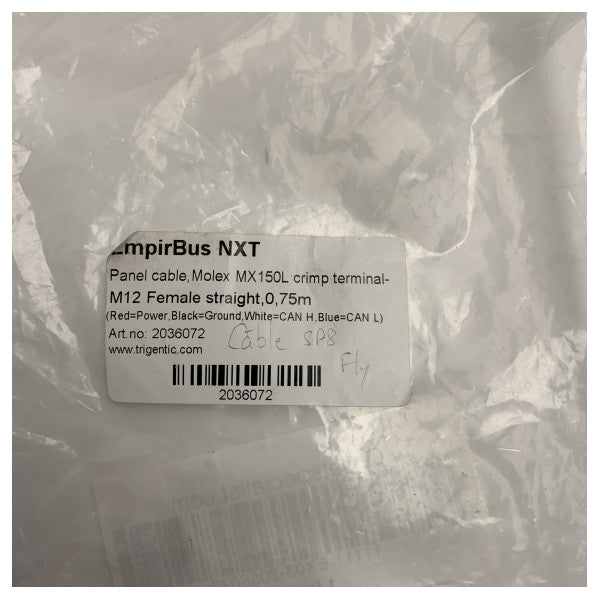 EmpirBus NXT
Panel cable,Molex MX150L crimp terminal-
M12 Female straight,0,75m
(Red=Power,Black=Ground,White=CAN H,Blue=CAN L)
Art.no: 2036072 Cable SP8
www.trigentic.com Fly
2036072